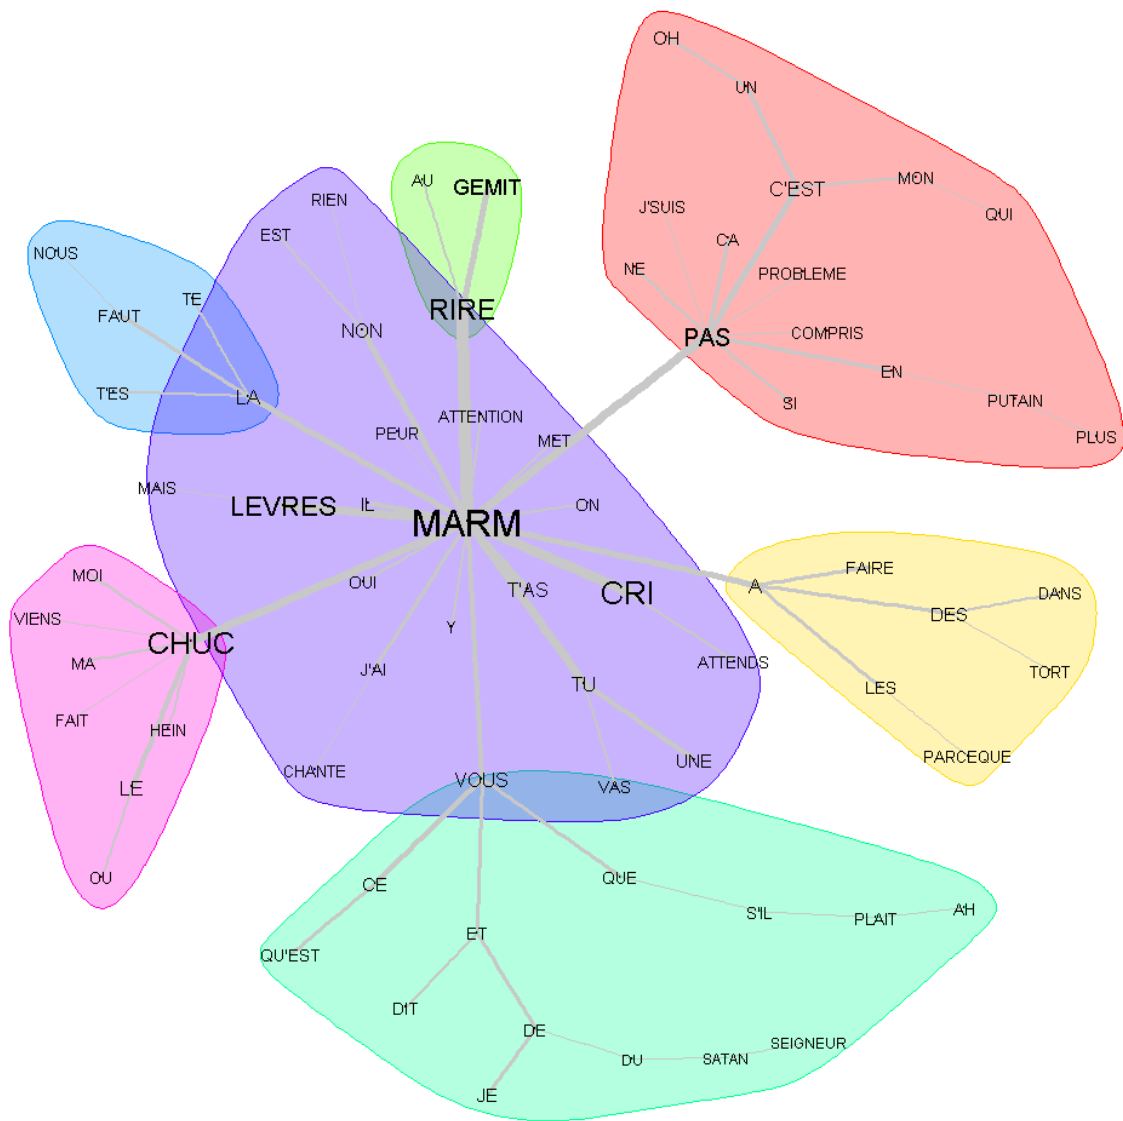 OH
UN
C'EST
MON
QUI
J'SUIS
CA
NE
PROBLEME
PAS
COMPRIS
EN
SI
PUTAIN
PLUS
AU
GEMIT
RIRE
RIEN
EST
NON
NOUS
TE
FAUT
T'ES
LA
ATTENTION
PEUR
MET
MAIS
LEVRES
IL
MARM
ON
OUI
T'AS
CRI
Y
J'AI
TU
ATTENDS
UNE
VAS
CHANTE
VOUS
MOI
VIENS
CHUC
MA
FAIT
HEIN
LE
OU
A
FAIRE
DES
DANS
TORT
LES
PARCEQUE
CE
QUE
QU'EST
ET
S'IL
PLAIT
AH
DIT
DE
DU
SATAN
SEIGNEUR
JE